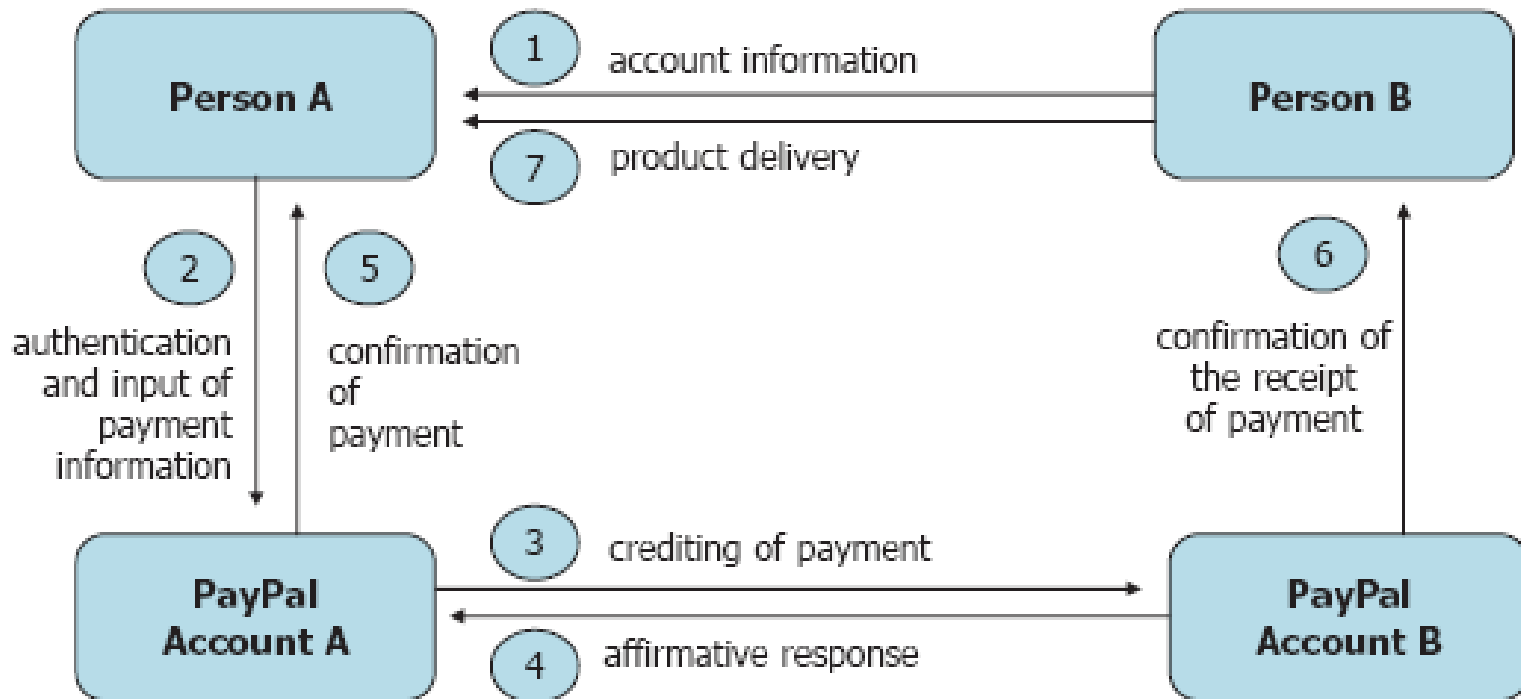 1
account information
Person A
Person B
7
product delivery
2
5
6
authentication
and input of
payment
information
confirmation
of
payment
confirmation of
the receipt
of payment
3
crediting of payment
PayPal
Account A
PayPal
Account B
4
affirmative response